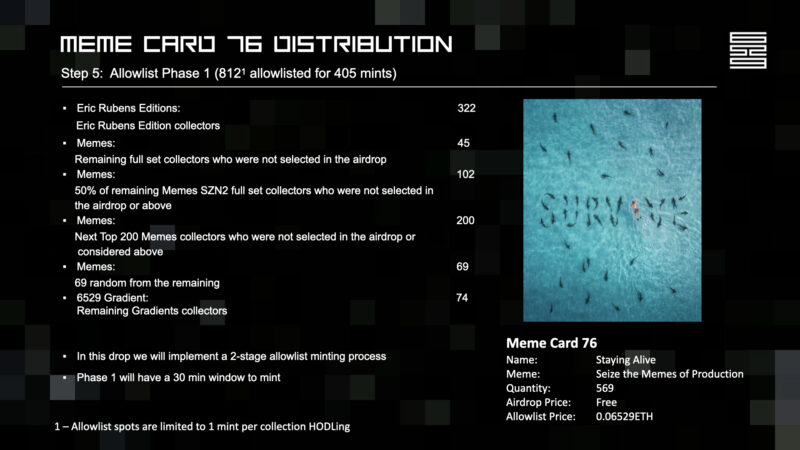 MEME CARD 76 DISTRIBUTION
Step 5: Allowlist Phase 1 (812¹ allowlisted for 405 mints)
▪ Eric Rubens Editions: 322
Eric Rubens Edition collectors
▪ Memes: 45
Remaining full set collectors who were not selected in the airdrop
▪ Memes: 102
50% of remaining Memes SZN2 full set collectors who were not selected in
the airdrop or above
▪ Memes: 200
Next Top 200 Memes collectors who were not selected in the airdrop or
considered above
▪ Memes: 69
69 random from the remaining
▪ 6529 Gradient: 74
Remaining Gradients collectors
▪ In this drop we will implement a 2-stage allowlist minting process
▪ Phase 1 will have a 30 min window to mint
1 – Allowlist spots are limited to 1 mint per collection HODLing
SURVIVE
Meme Card 76
Name: Staying Alive
Meme: Seize the Memes of Production
Quantity: 569
Airdrop Price: Free
Allowlist Price: 0.06529ETH